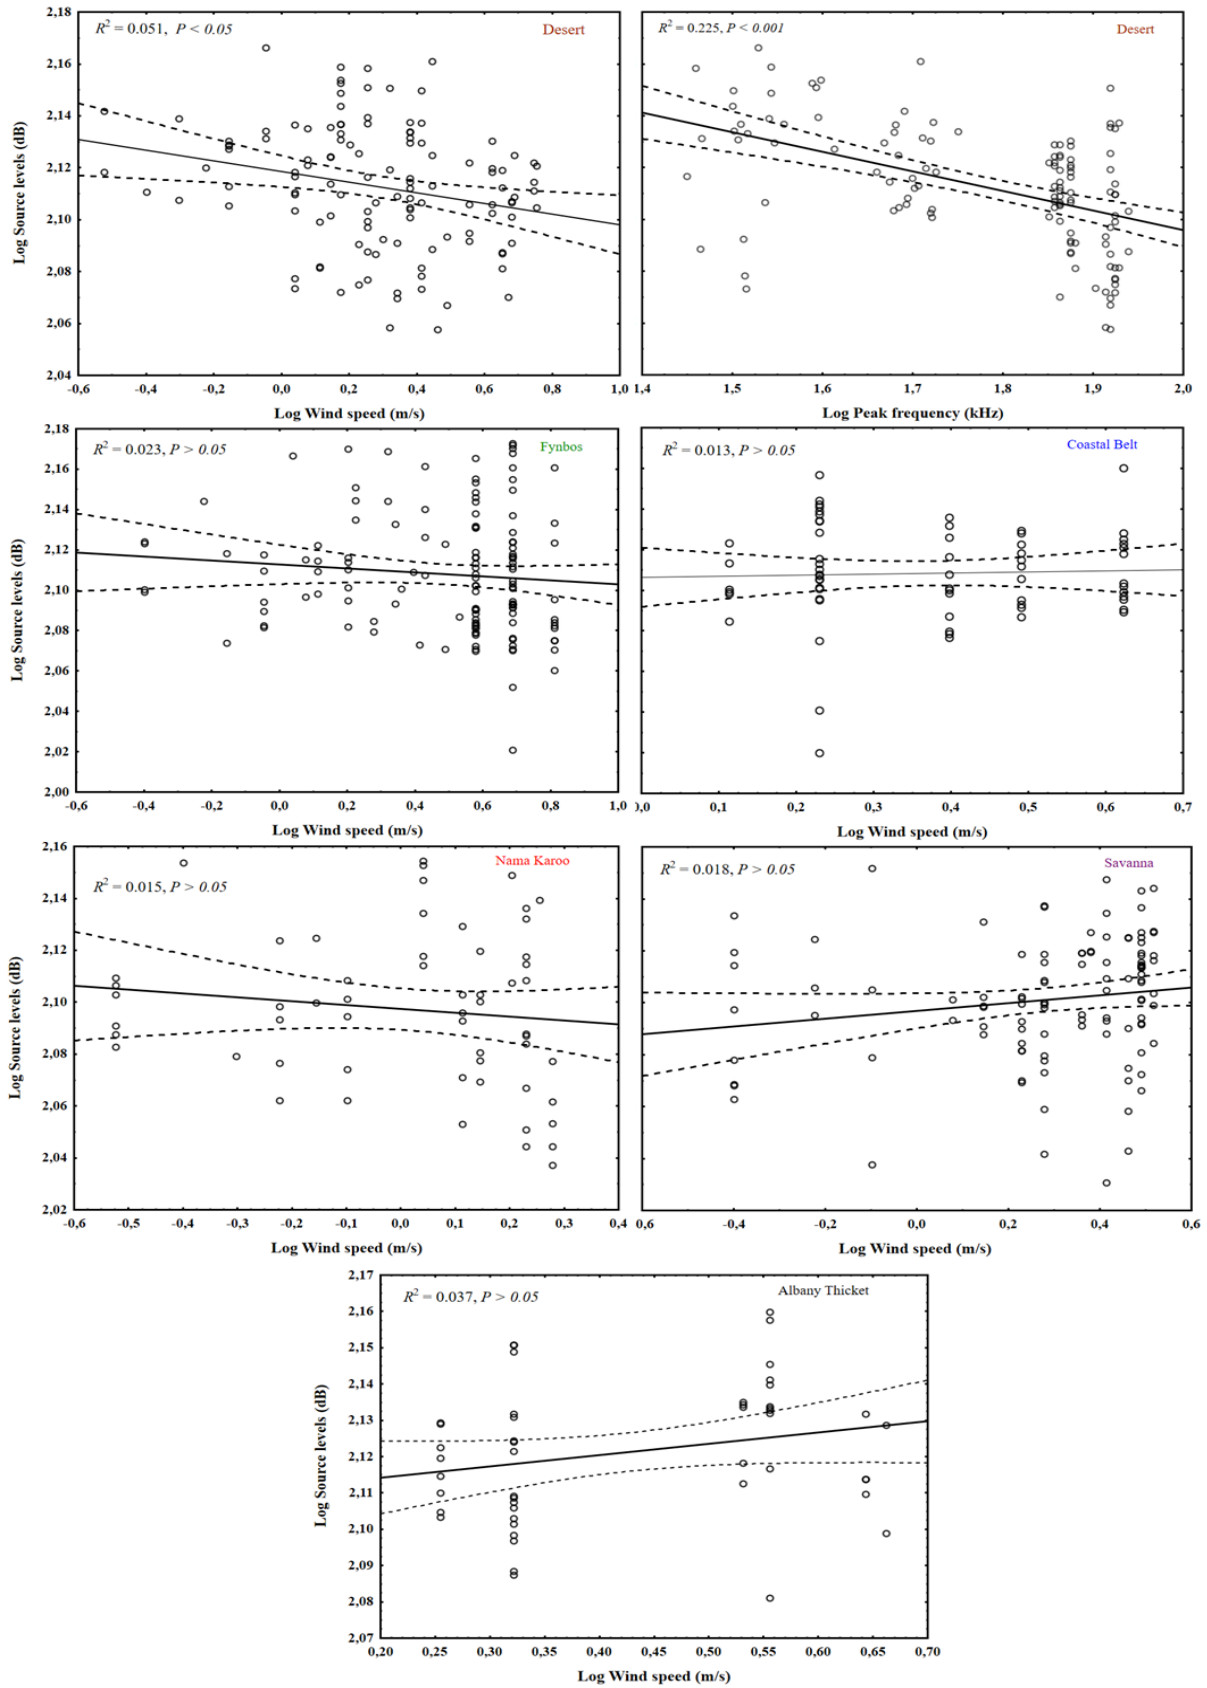 R² = 0.051, P < 0.05
Desert
2,18
2,16
2,14
2,12
2,10
2,08
2,06
2,04
Log Source levels (dB)
-0,6 -0,4 -0,2 0,0 0,2 0,4 0,6 0,8 1,0
Log Wind speed (m/s)
R² = 0.225, P < 0.001
Desert
1,4 1,5 1,6 1,7 1,8 1,9 2,0
Log Peak frequency (kHz)
R² = 0.023, P > 0.05
Fynbos
2,18
2,16
2,14
2,12
2,10
2,08
2,06
2,04
2,02
2,00
Log Source levels (dB)
-0,6 -0,4 -0,2 0,0 0,2 0,4 0,6 0,8 1,0
Log Wind speed (m/s)
R² = 0.013, P > 0.05
Coastal Belt
0,0 0,1 0,2 0,3 0,4 0,5 0,6 0,7
Log Wind speed (m/s)
Nama Karoo
R² = 0.015, P > 0.05
2,16
2,14
2,12
2,10
2,08
2,06
2,04
2,02
Log Source levels (dB)
-0,6 -0,5 -0,4 -0,3 -0,2 -0,1 0,0 0,1 0,2 0,3 0,4
Log Wind speed (m/s)
R² = 0.018, P > 0.05
Savanna
0,6 -0,4 -0,2 0,0 0,2 0,4 0,6
Log Wind speed (m/s)
R² = 0.037, P > 0.05
Albany Thicket
2,17
2,16
2,15
2,14
2,13
2,12
2,11
2,10
2,09
2,08
2,07
Log Source levels (dB)
0,20 0,25 0,30 0,35 0,40 0,45 0,50 0,55 0,60 0,65 0,70
Log Wind speed (m/s)